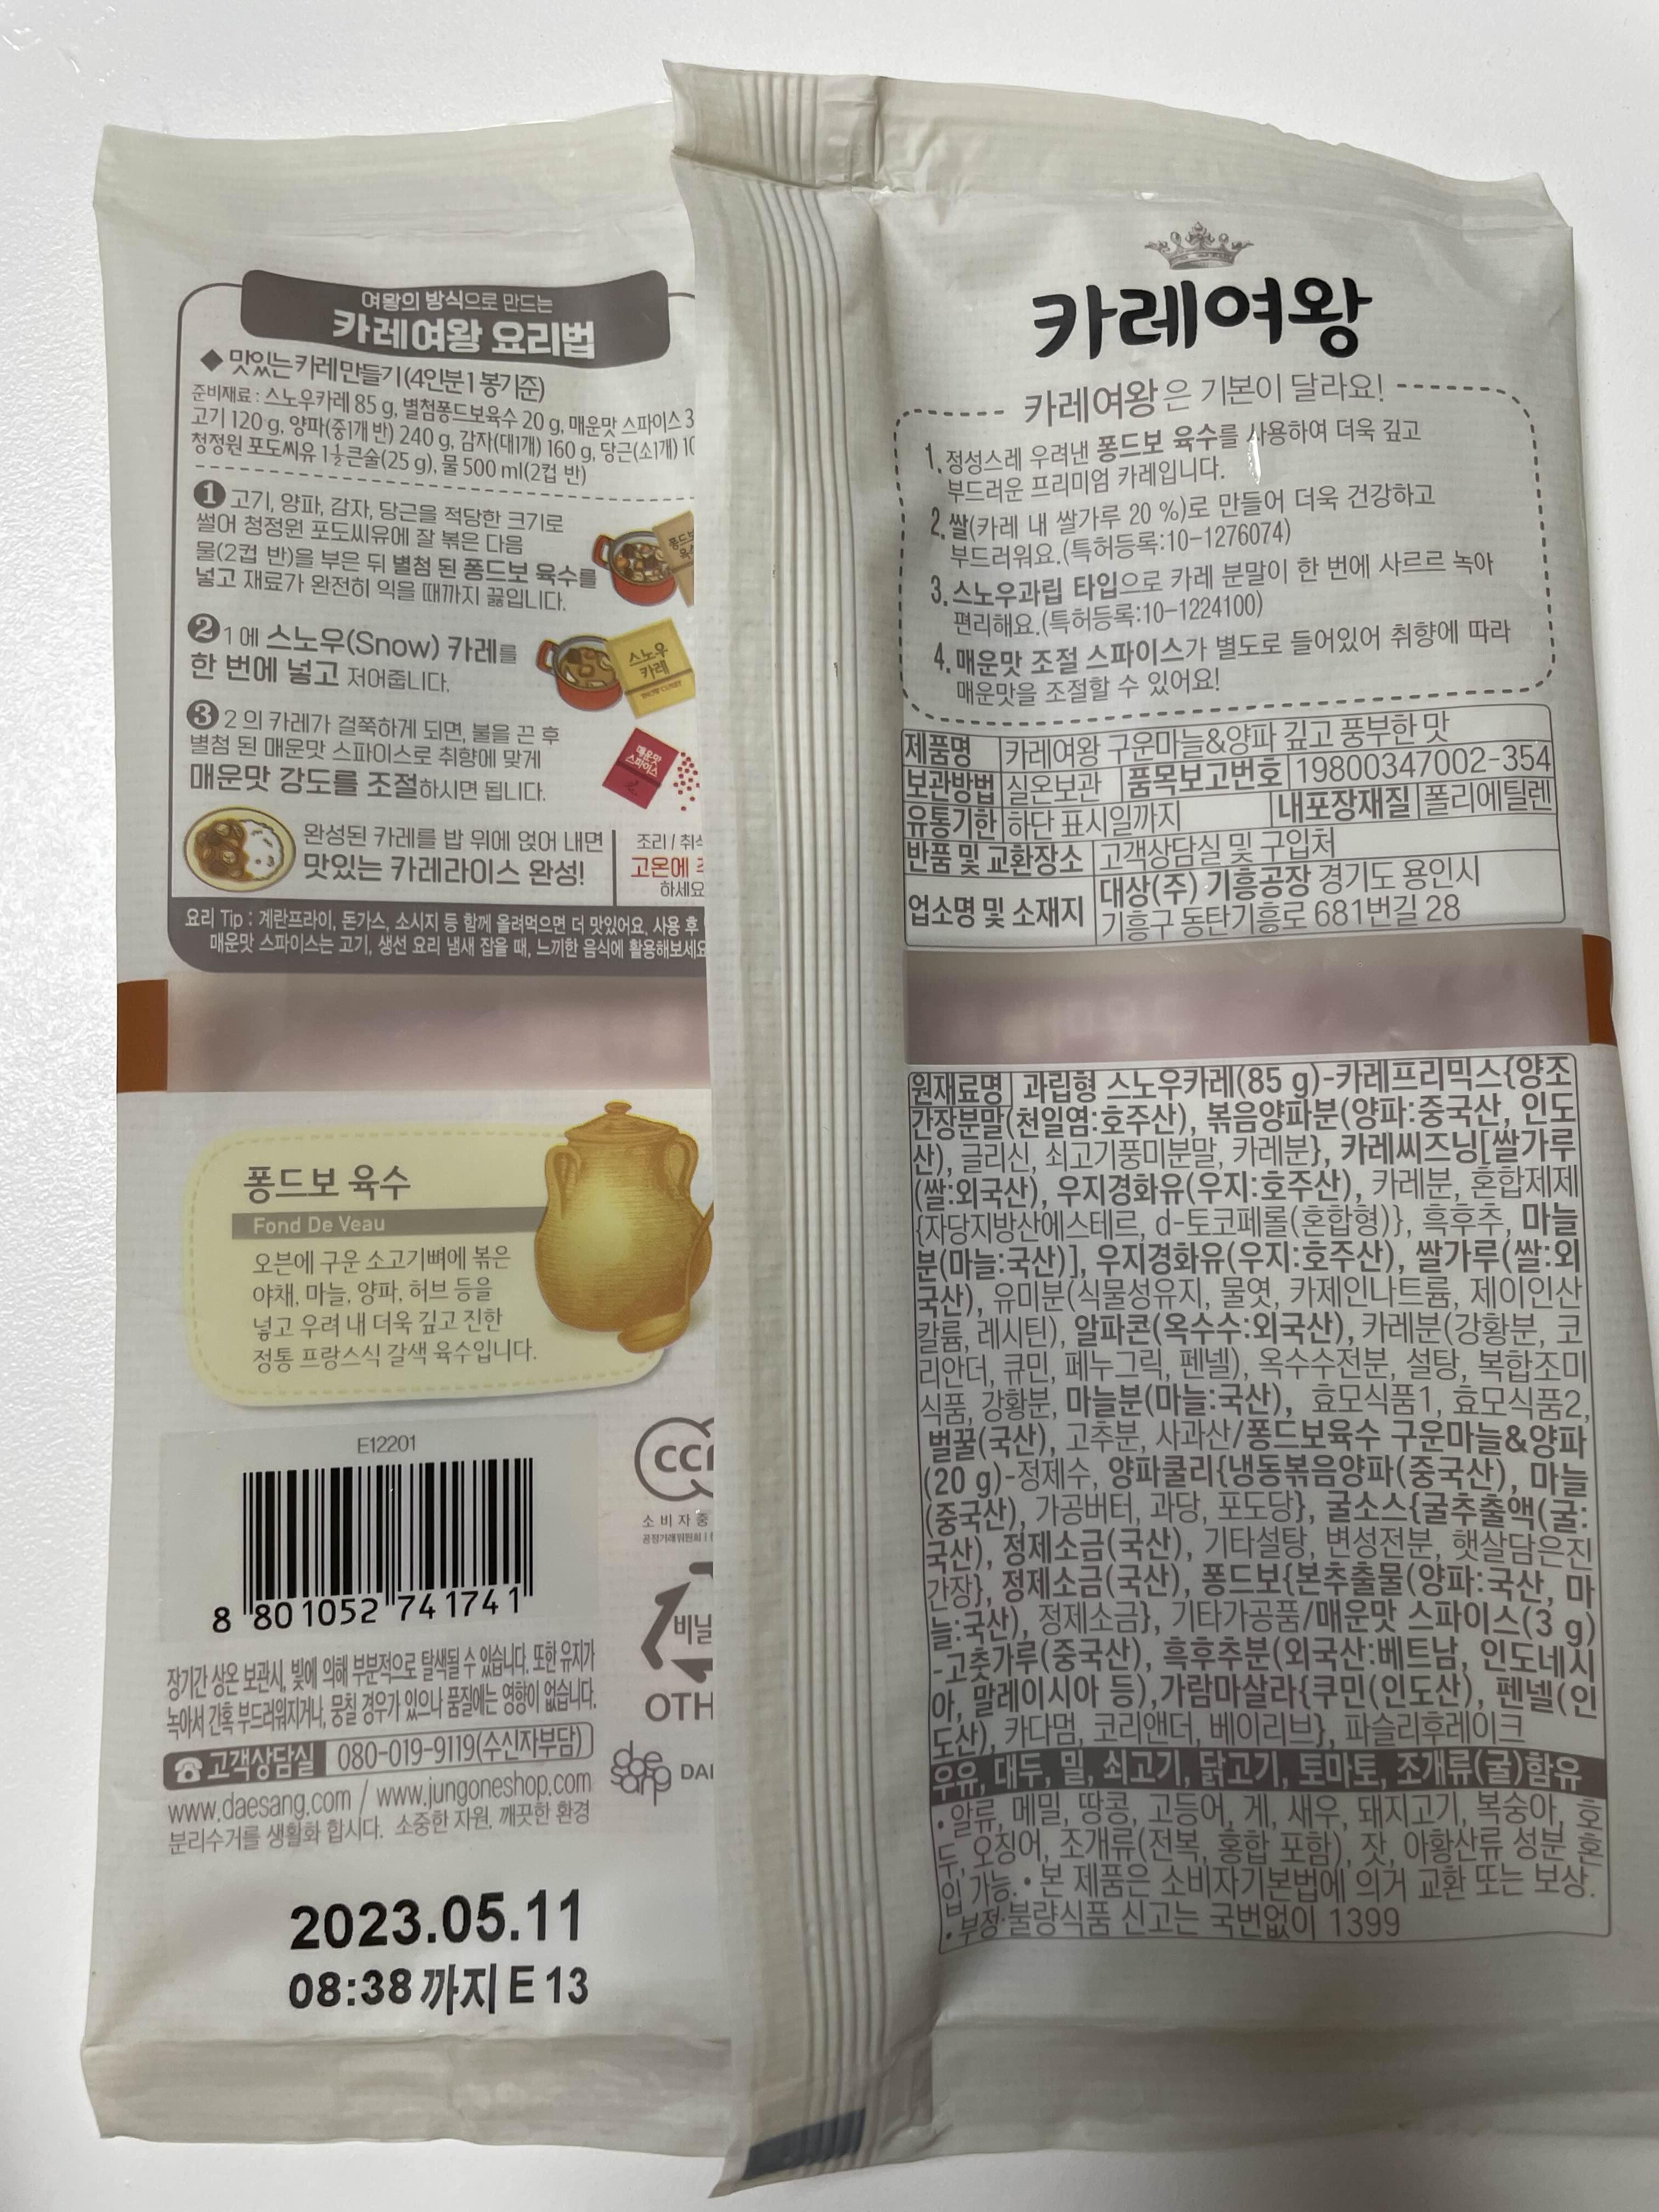 여왕의 방식으로 만드는
카레여왕 요리법
◆ 맛있는 카레 만들기 (4인분 1봉 기준)
준비재료 : 스노우카레 85 g, 별첨퐁드보육수 20 g, 매운맛 스파이스 3
고기 120 g, 양파(중1개 반) 240 g, 감자(대1개) 160 g, 당근(소1개) 10
청정원 포도씨유 1½큰술(25 g), 물 500 ml(2컵 반)
1 고기, 양파, 감자, 당근을 적당한 크기로
썰어 청정원 포도씨유에 잘 볶은 다음
물(2컵 반)을 부은 뒤 별첨 된 퐁드보 육수를
넣고 재료가 완전히 익을 때까지 끓입니다.
퐁드보
육수
2 1 에 스노우(Snow) 카레를
한 번에 넣고 저어줍니다.
스노우
카레
3 2 의 카레가 걸쭉하게 되면, 불을 끈 후
별첨 된 매운맛 스파이스로 취향에 맞게
매운맛 강도를 조절하시면 됩니다.
매운맛
스파이스
완성된 카레를 밥 위에 얹어 내면
맛있는 카레라이스 완성!
조리 / 취식
고온에
하세요
요리 Tip : 계란프라이, 돈가스, 소시지 등 함께 올려먹으면 더 맛있어요. 사용 후
매운맛 스파이스는 고기, 생선 요리 냄새 잡을 때, 느끼한 음식에 활용해보세요
퐁드보 육수
Fond De Veau
오븐에 구운 소고기뼈에 볶은
야채, 마늘, 양파, 허브 등을
넣고 우려 내 더욱 깊고 진한
정통 프랑스식 갈색 육수입니다.
E12201
8 801052 741741
CC
소 비 자 중
공정거래위원회
비닐
OTH
장기간 상온 보관시, 빛에 의해 부분적으로 탈색될 수 있습니다. 또한 유지가
녹아서 간혹 부드러워지거나, 뭉칠 경우가 있으나 품질에는 영향이 없습니다.
☎ 고객상담실 080-019-9119(수신자부담)
www.daesang.com / www.jungoneshop.com
분리수거를 생활화 합시다. 소중한 자원, 깨끗한 환경
daesang DAE
2023.05.11
08:38 까지 E 13
카레여왕
카레여왕은 기본이 달라요!
1. 정성스레 우려낸 퐁드보 육수를 사용하여 더욱 깊고
부드러운 프리미엄 카레입니다.
2. 쌀(카레 내 쌀가루 20 %)로 만들어 더욱 건강하고
부드러워요.(특허등록:10-1276074)
3. 스노우과립 타입으로 카레 분말이 한 번에 사르르 녹아
편리해요.(특허등록:10-1224100)
4. 매운맛 조절 스파이스가 별도로 들어있어 취향에 따라
매운맛을 조절할 수 있어요!
제품명 카레여왕 구운마늘&양파 깊고 풍부한 맛
보관방법 실온보관 품목보고번호 19800347002-354
유통기한 하단 표시일까지 내포장재질 폴리에틸렌
반품 및 교환장소 고객상담실 및 구입처
업소명 및 소재지 대상(주) 기흥공장 경기도 용인시
기흥구 동탄기흥로 681번길 28
원재료명 과립형 스노우카레(85 g)-카레프리믹스{양조
간장분말(천일염:호주산), 볶음양파분(양파:중국산, 인도
산), 글리신, 쇠고기풍미분말, 카레분}, 카레씨즈닝[쌀가루
(쌀:외국산), 우지경화유(우지:호주산), 카레분, 혼합제제
{자당지방산에스테르, d-토코페롤(혼합형)}, 흑후추, 마늘
분(마늘:국산)], 우지경화유(우지:호주산), 쌀가루(쌀:외
국산), 유미분(식물성유지, 물엿, 카제인나트륨, 제이인산
칼륨, 레시틴), 알파콘(옥수수:외국산), 카레분(강황분, 코
리안더, 큐민, 페누그릭, 펜넬), 옥수수전분, 설탕, 복합조미
식품, 강황분, 마늘분(마늘:국산), 효모식품1, 효모식품2,
벌꿀(국산), 고추분, 사과산/퐁드보육수 구운마늘&양파
(20 g)-정제수, 양파쿨리{냉동볶음양파(중국산), 마늘
(중국산), 가공버터, 과당, 포도당}, 굴소스{굴추출액(굴:
국산), 정제소금(국산), 기타설탕, 변성전분, 햇살담은진
간장}, 정제소금(국산), 퐁드보{본추출물(양파:국산, 마
늘:국산), 정제소금}, 기타가공품/매운맛 스파이스(3 g)
-고춧가루(중국산), 흑후추분(외국산:베트남, 인도네시
아, 말레이시아 등),가람마살라{쿠민(인도산), 펜넬(인
도산), 카다멈, 코리앤더, 베이리브}, 파슬리후레이크
우유, 대두, 밀, 쇠고기, 닭고기, 토마토, 조개류(굴)함유
• 알류, 메밀, 땅콩, 고등어, 게, 새우, 돼지고기, 복숭아, 호
두, 오징어, 조개류(전복, 홍합 포함), 잣, 아황산류 성분 혼
입 가능. • 본 제품은 소비자기본법에 의거 교환 또는 보상.
• 부정·불량식품 신고는 국번없이 1399